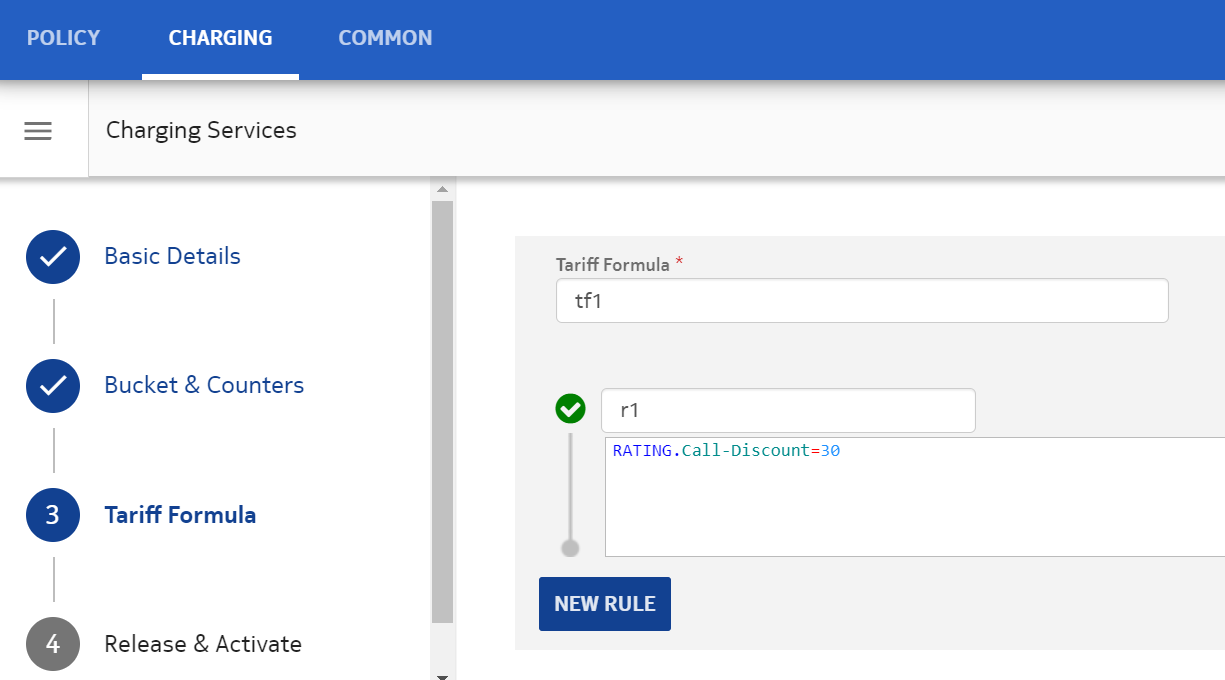 POLICY CHARGING COMMON
Charging Services
Basic Details
Bucket & Counters
3 Tariff Formula
4 Release & Activate
Tariff Formula *
tf1
r1
RATING.Call-Discount=30
NEW RULE